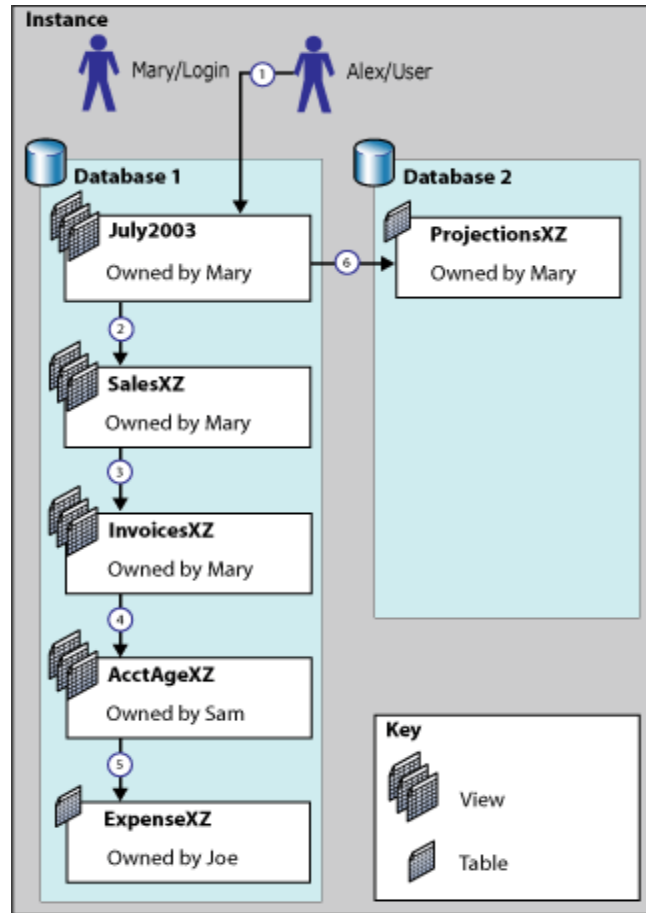 Instance
Mary/Login
1
Alex/User
Database 1
July2003
Owned by Mary
2
SalesXZ
Owned by Mary
3
InvoicesXZ
Owned by Mary
4
AcctAgeXZ
Owned by Sam
5
ExpenseXZ
Owned by Joe
6
Database 2
ProjectionsXZ
Owned by Mary
Key
View
Table